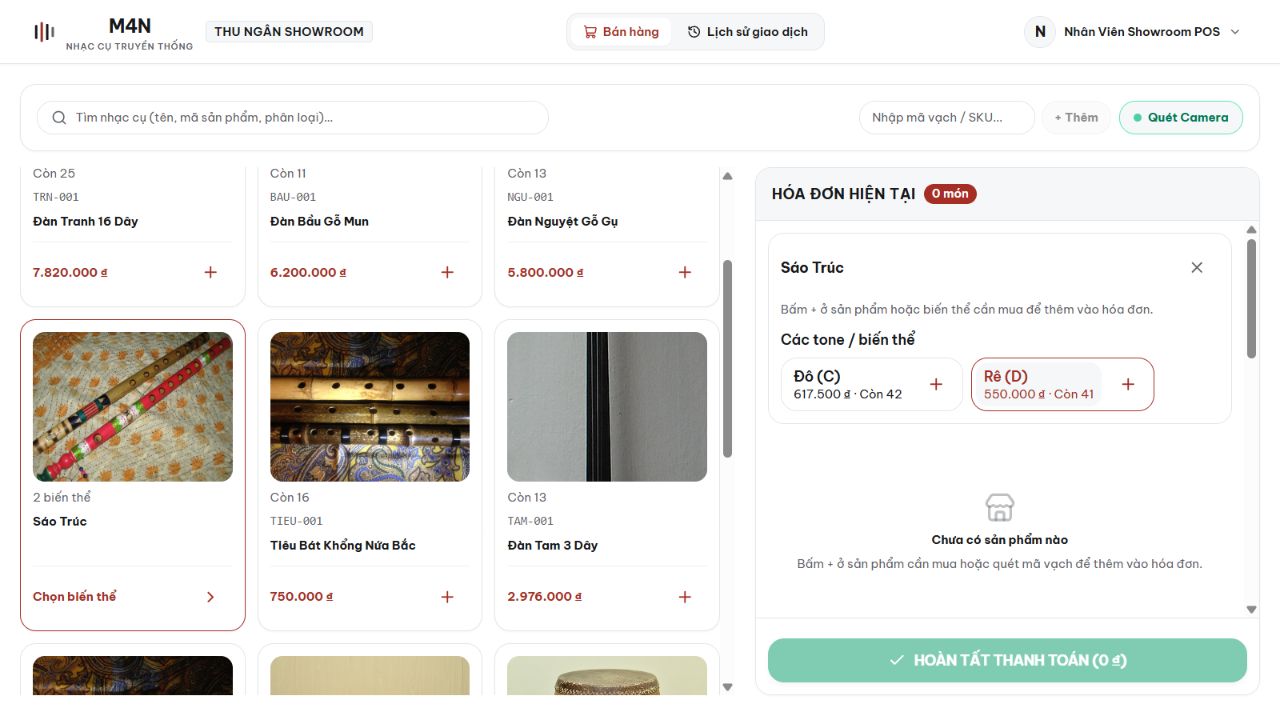 M4N
NHẠC CỤ TRUYỀN THỐNG
THU NGÂN SHOWROOM
Bán hàng
Lịch sử giao dịch
N
Nhân Viên Showroom POS
Tìm nhạc cụ (tên, mã sản phẩm, phân loại)...
Nhập mã vạch / SKU...
+ Thêm
Quét Camera
Còn 25
TRN-001
Đàn Tranh 16 Dây
7.820.000 ₫
Còn 11
BAU-001
Đàn Bầu Gỗ Mun
6.200.000 ₫
Còn 13
NGU-001
Đàn Nguyệt Gỗ Gụ
5.800.000 ₫
2 biến thể
Sáo Trúc
Chọn biến thể
Còn 16
TIEU-001
Tiêu Bát Khổng Nứa Bắc
750.000 ₫
Còn 13
TAM-001
Đàn Tam 3 Dây
2.976.000 ₫
HÓA ĐƠN HIỆN TẠI
0 món
Sáo Trúc
Bấm + ở sản phẩm hoặc biến thể cần mua để thêm vào hóa đơn.
Các tone / biến thể
Đô (C)
617.500 ₫ · Còn 42
Rê (D)
550.000 ₫ · Còn 41
Chưa có sản phẩm nào
Bấm + ở sản phẩm cần mua hoặc quét mã vạch để thêm vào hóa đơn.
HOÀN TẤT THANH TOÁN (0 ₫)